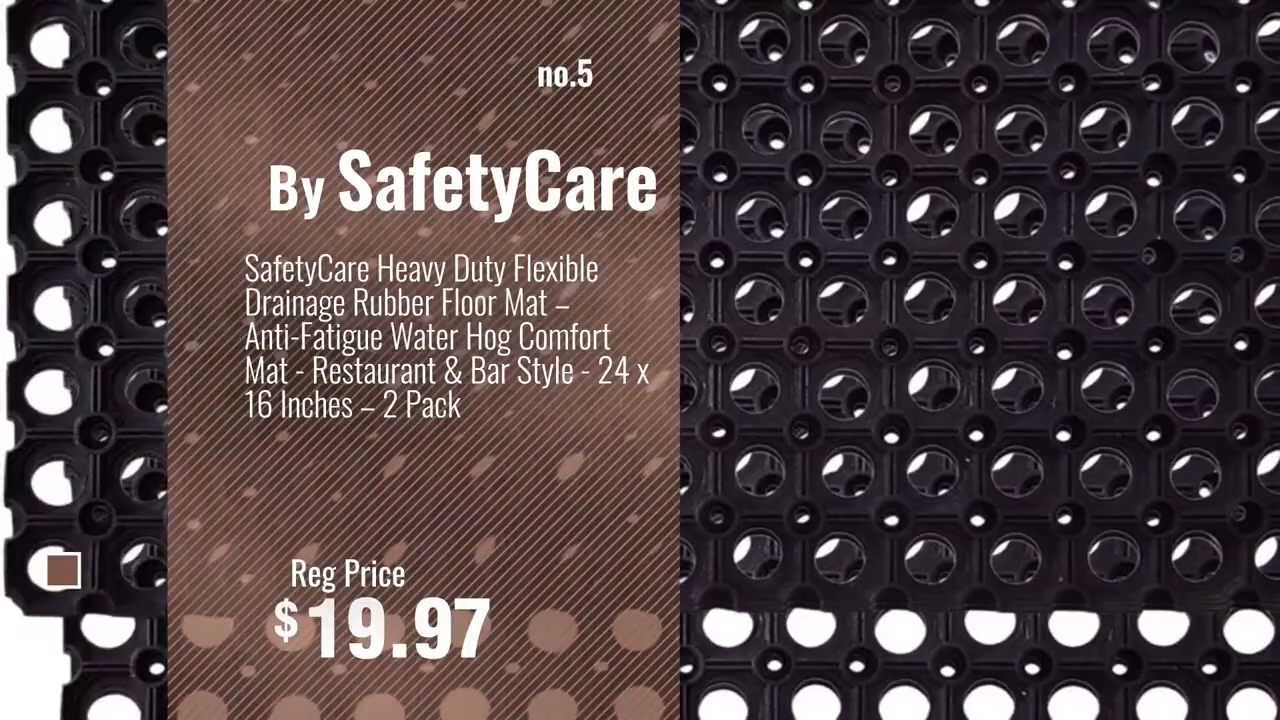 no.5
By SafetyCare
SafetyCare Heavy Duty Flexible
Drainage Rubber Floor Mat –
Anti-Fatigue Water Hog Comfort
Mat - Restaurant & Bar Style - 24 x
16 Inches – 2 Pack
Reg Price
$19.97